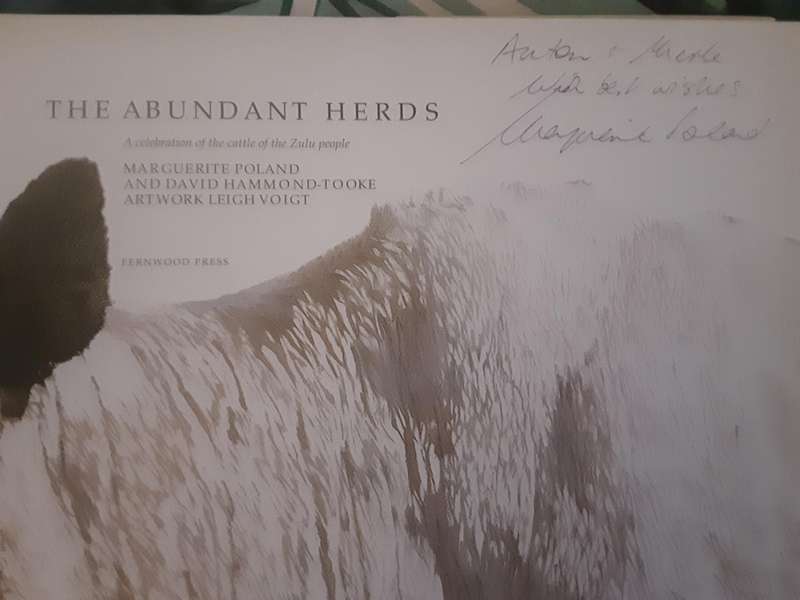 Anton & Merle
With best wishes
Marguerite Poland
THE ABUNDANT HERDS
A celebration of the cattle of the Zulu people
MARGUERITE POLAND
AND DAVID HAMMOND-TOOKE
ARTWORK LEIGH VOIGT
FERNWOOD PRESS